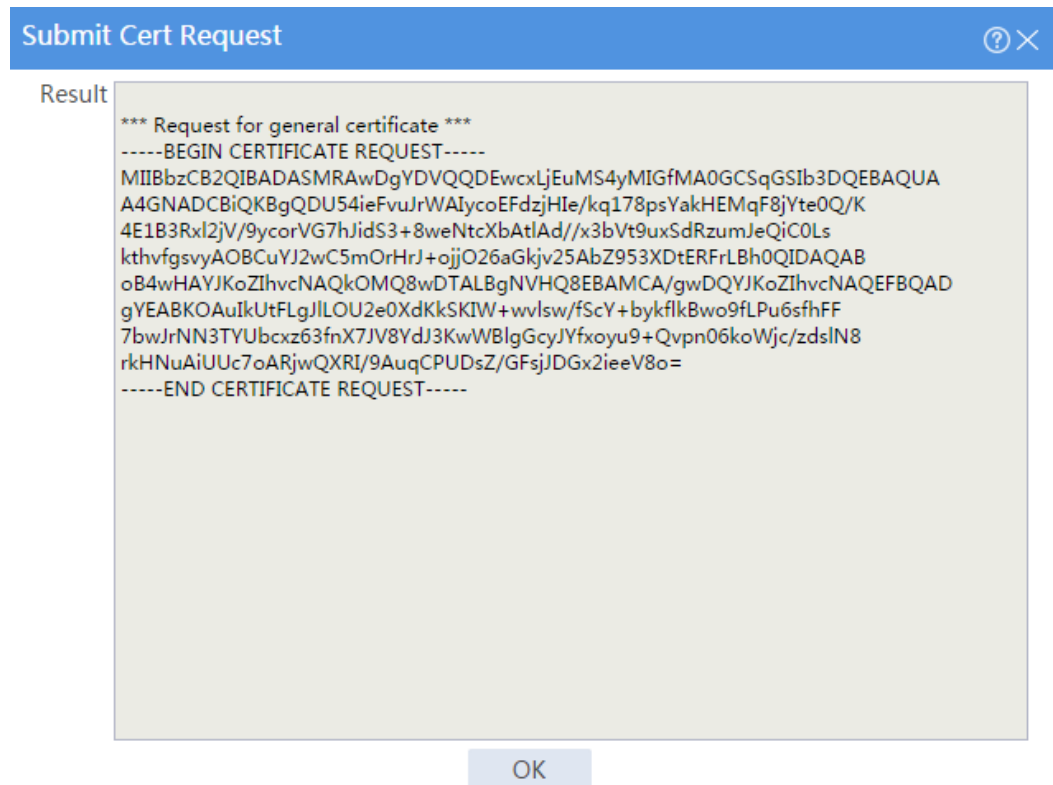 Submit Cert Request
Result
*** Request for general certificate ***
-----BEGIN CERTIFICATE REQUEST-----
MIIBbzCB2QIBADASMRAwDgYDVQQDEwcxLjEuMS4yMIGfMA0GCSqGSIb3DQEBAQUA
A4GNADCBiQKBgQDU54ieFvuJrWAIycoEFdzjHIe/kq178psYakHEMqF8jYte0Q/K
4E1B3Rxl2jV/9ycorVG7hJidS3+8weNtcXbAtlAd//x3bVt9uxSdRzumJeQiC0Ls
kthvfgsvyAOBCuYJ2wC5mOrHrJ+ojjO26aGkjv25AbZ953XDtERFrLBh0QIDAQAB
oB4wHAYJKoZIhvcNAQkOMQ8wDTALBgNVHQ8EBAMCA/gwDQYJKoZIhvcNAQEFBQAD
gYEABKOAuIkUtFLgJlLOU2e0XdKkSKIW+wvlsw/fScY+bykflkBwo9fLPu6sfhFF
7bwJrNN3TYUbcxz63fnX7JV8YdJ3KwWBlgGcyJYfxoyu9+Qvpn06koWjc/zdslN8
rkHNuAiUUc7oARjwQXRI/9AuqCPUDsZ/GFsjJDGx2ieeV8o=
-----END CERTIFICATE REQUEST-----
OK